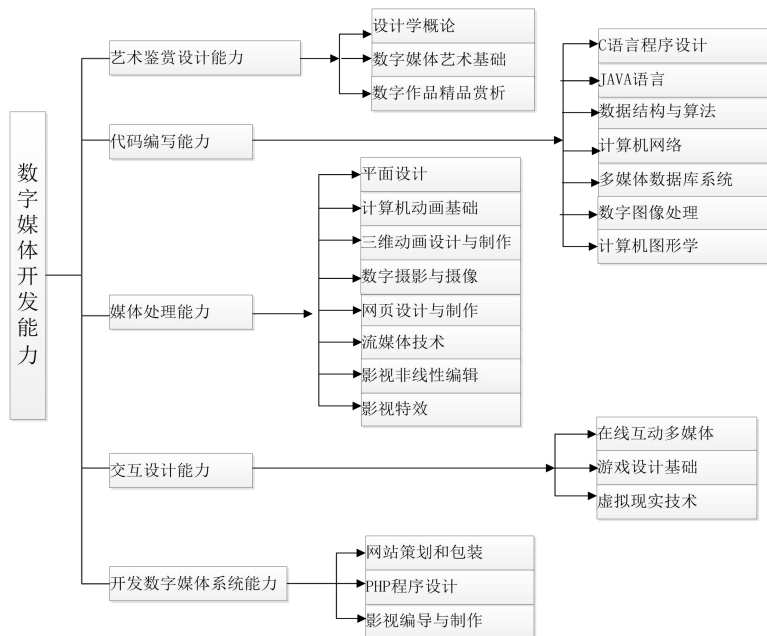 数字媒体开发能力
艺术鉴赏设计能力
设计学概论
数字媒体艺术基础
数字作品精品赏析
代码编写能力
C语言程序设计
JAVA语言
数据结构与算法
计算机网络
多媒体数据库系统
数字图像处理
计算机图形学
媒体处理能力
平面设计
计算机动画基础
三维动画设计与制作
数字摄影与摄像
网页设计与制作
流媒体技术
影视非线性编辑
影视特效
交互设计能力
在线互动多媒体
游戏设计基础
虚拟现实技术
开发数字媒体系统能力
网站策划和包装
PHP程序设计
影视编导与制作